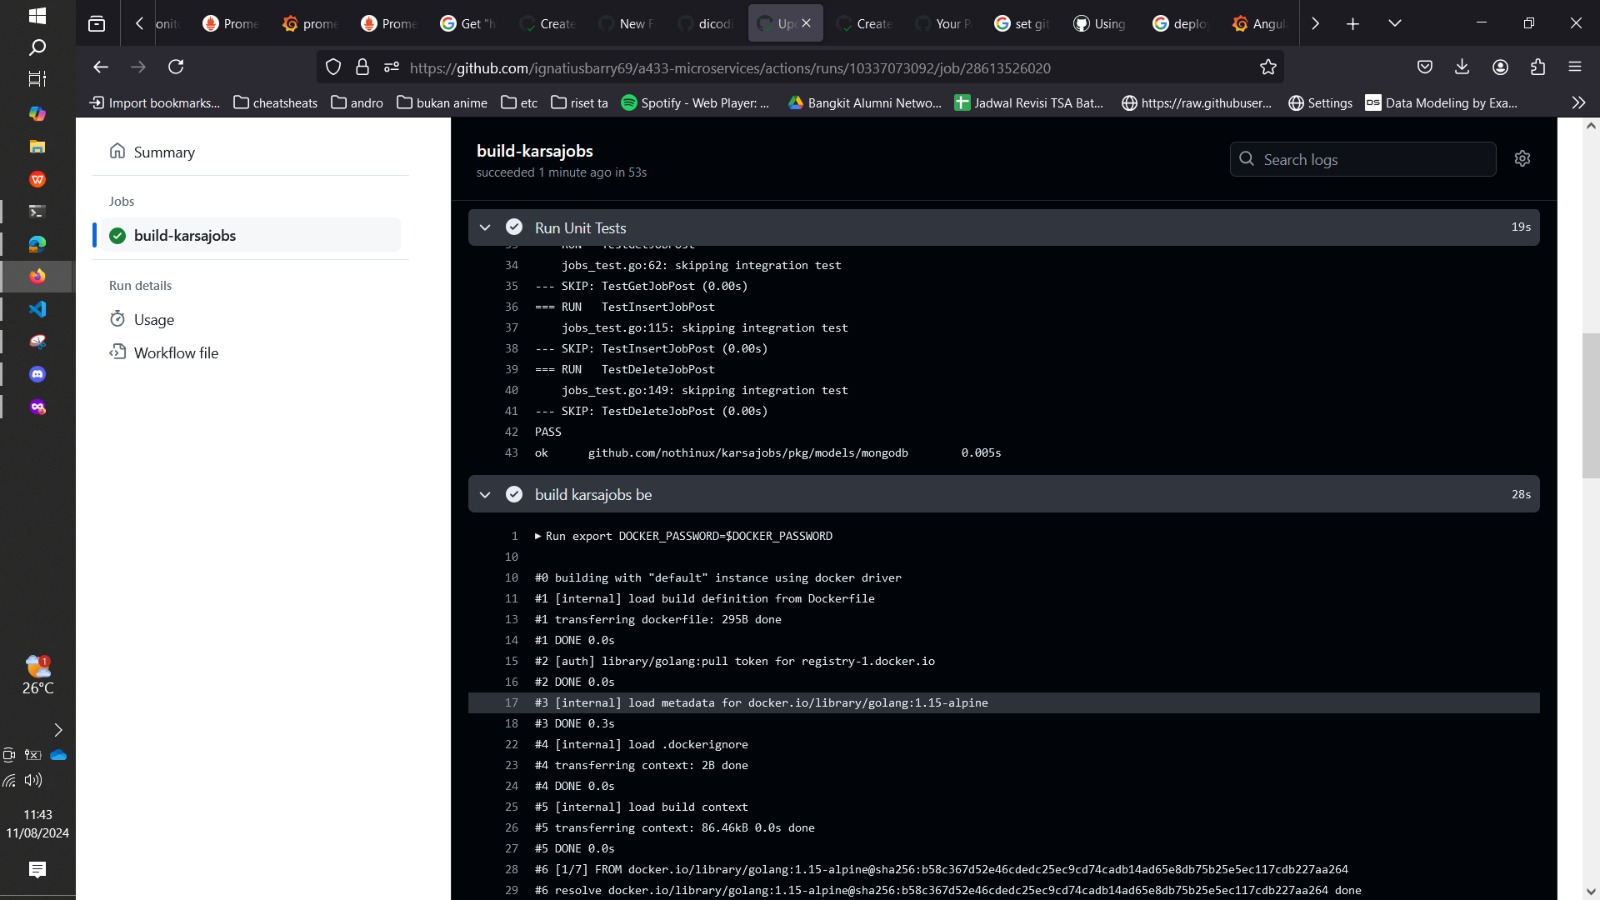 Prome
prome
Prome
Get "h
Create
New
dicodi
Up
Create
Your P
set git
Using
deplo
Angul
https://github.com/ignatiusbarry69/a433-microservices/actions/runs/10337073092/job/28613526020
Import bookmarks...
cheatsheats
andro
bukan anime
etc
riset ta
Spotify - Web Player: ...
Bangkit Alumni Netwo...
Jadwal Revisi TSA Bat...
https://raw.githubuser...
Settings
DS Data Modeling by Exa...
Summary
Jobs
build-karsajobs
Run details
Usage
Workflow file
build-karsajobs
succeeded 1 minute ago in 53s
Search logs
Run Unit Tests 19s
34 jobs_test.go:62: skipping integration test
35 --- SKIP: TestGetJobPost (0.00s)
36 === RUN TestInsertJobPost
37 jobs_test.go:115: skipping integration test
38 --- SKIP: TestInsertJobPost (0.00s)
39 === RUN TestDeleteJobPost
40 jobs_test.go:149: skipping integration test
41 --- SKIP: TestDeleteJobPost (0.00s)
42 PASS
43 ok github.com/nothinux/karsajobs/pkg/models/mongodb 0.005s
build karsajobs be 28s
1 Run export DOCKER_PASSWORD=$DOCKER_PASSWORD
10
10 #0 building with "default" instance using docker driver
11 #1 [internal] load build definition from Dockerfile
13 #1 transferring dockerfile: 295B done
14 #1 DONE 0.0s
15 #2 [auth] library/golang:pull token for registry-1.docker.io
16 #2 DONE 0.0s
17 #3 [internal] load metadata for docker.io/library/golang:1.15-alpine
18 #3 DONE 0.3s
22 #4 [internal] load .dockerignore
23 #4 transferring context: 2B done
24 #4 DONE 0.0s
25 #5 [internal] load build context
26 #5 transferring context: 86.46kB 0.0s done
27 #5 DONE 0.0s
28 #6 [1/7] FROM docker.io/library/golang:1.15-alpine@sha256:b58c367d52e46cdedc25ec9cd74cadb14ad65e8db75b25e5ec117cdb227aa264
29 #6 resolve docker.io/library/golang:1.15-alpine@sha256:b58c367d52e46cdedc25ec9cd74cadb14ad65e8db75b25e5ec117cdb227aa264 done
1
26°C
11:43
11/08/2024